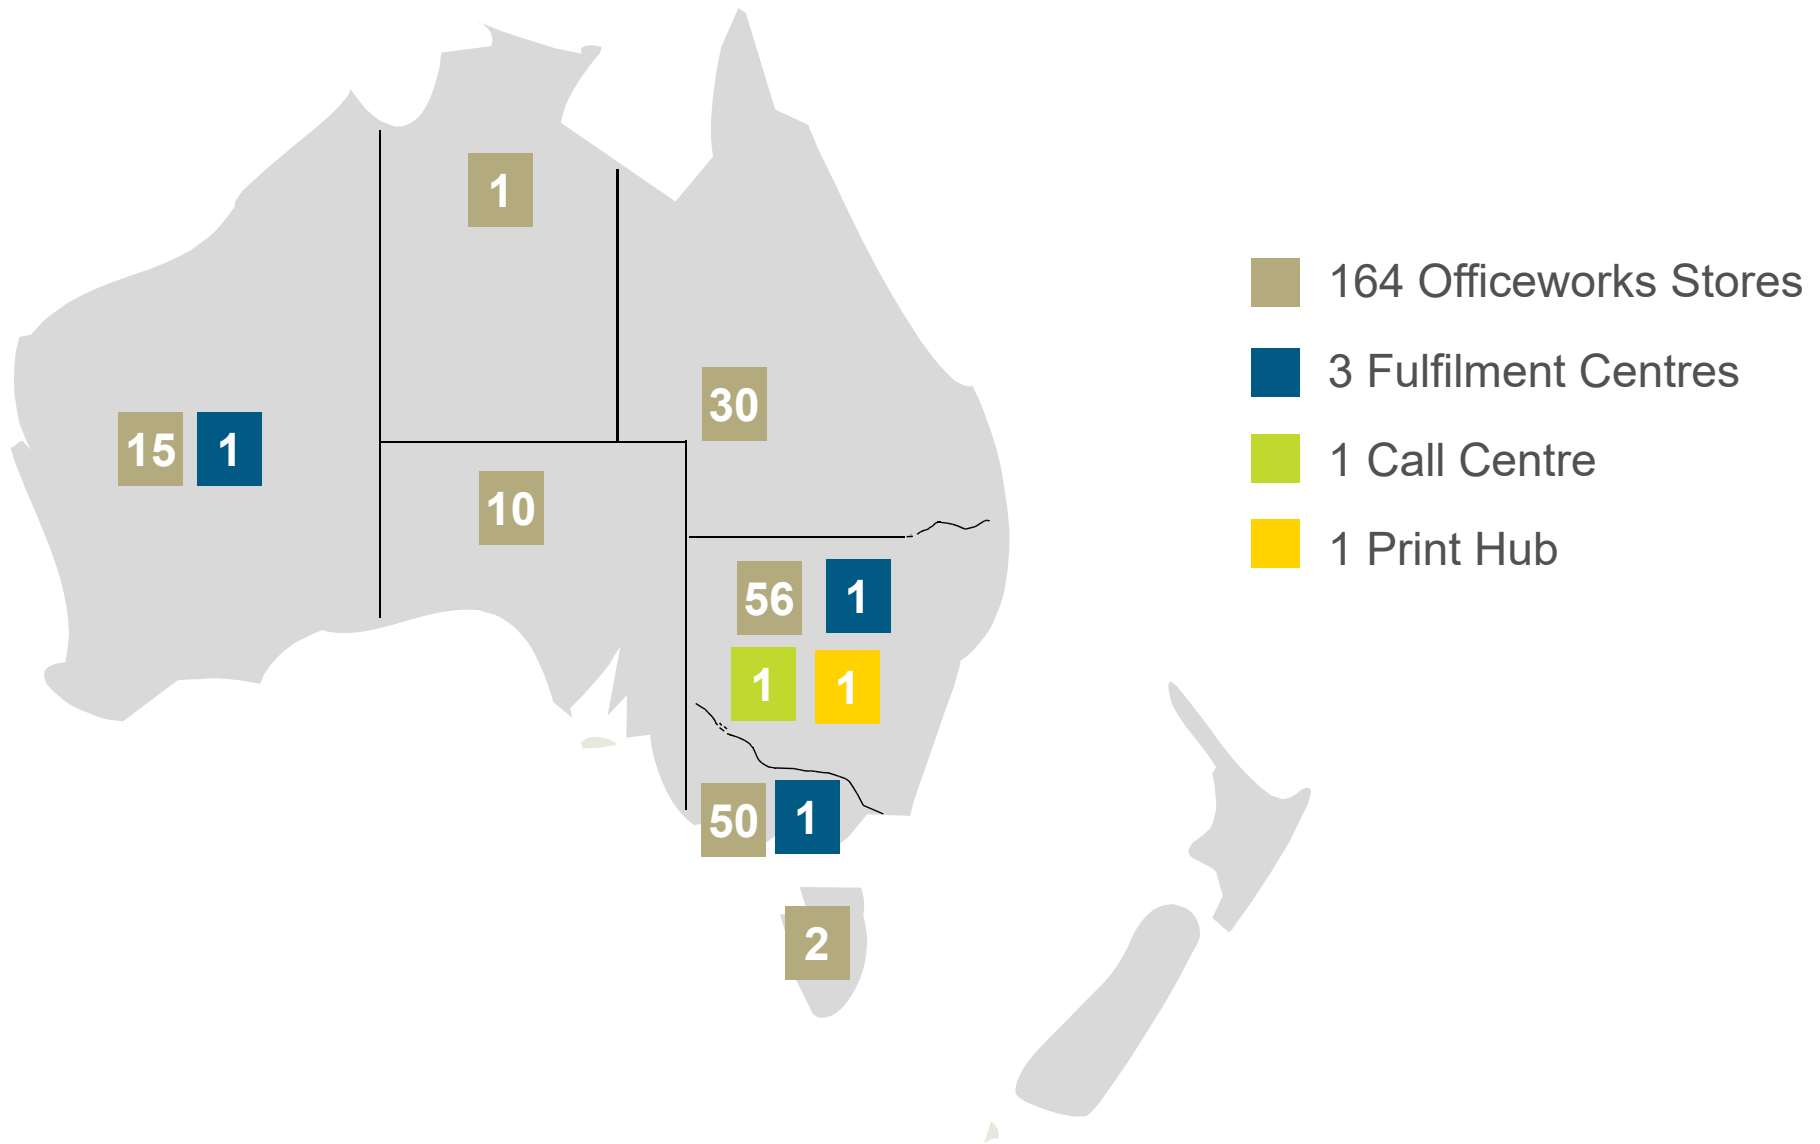 1
30
15 1
10
56 1
1 1
50 1
2
164 Officeworks Stores
3 Fulfilment Centres
1 Call Centre
1 Print Hub